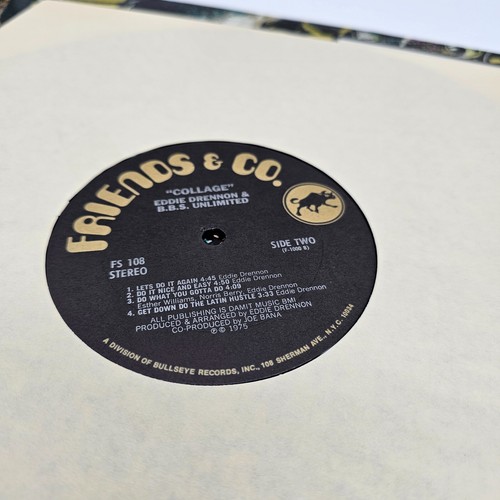 FRIENDS & CO.
"COLLAGE"
EDDIE DRENNON &
B.B.S. UNLIMITED
FS 108
STEREO
SIDE TWO
(F-1000 B)
1. LETS DO IT AGAIN 4:45 Eddie Drennon
2. DO IT NICE AND EASY 4:50 Eddie Drennon
3. DO WHAT YOU GOTTA DO 4:09
Esther Williams, Norris Berry, Eddie Drennon
4. GET DOWN DO THE LATIN HUSTLE 3:33 Eddie Drennon
ALL PUBLISHING IS DAMIT MUSIC BMI
PRODUCED & ARRANGED by EDDIE DRENNON
CO-PRODUCED by JOE BANA
℗ © 1975
A DIVISION OF BULLSEYE RECORDS, INC., 108 SHERMAN AVE., N.Y.C. 10034